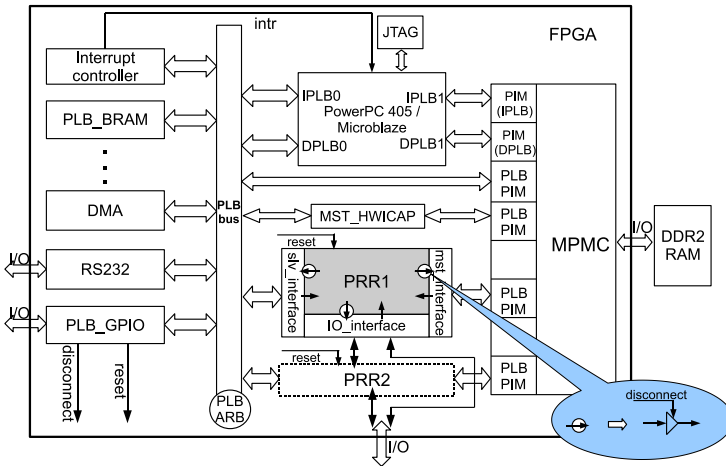 intr
JTAG
FPGA
Interrupt
controller
IPLB0
IPLB1
PowerPC 405 /
Microblaze
DPLB0
DPLB1
PIM
(IPLB)
PLB_BRAM
PIM
(DPLB)
PLB
PIM
DMA
PLB
bus
MST_HWICAP
PLB
PIM
MPMC
I/O
DDR2
RAM
reset
I/O
RS232
slv_interface
PRR1
mst_interface
IO_interface
PLB
PIM
I/O
PLB_GPIO
disconnect
reset
reset
PRR2
PLB
PIM
PLB
ARB
disconnect
I/O